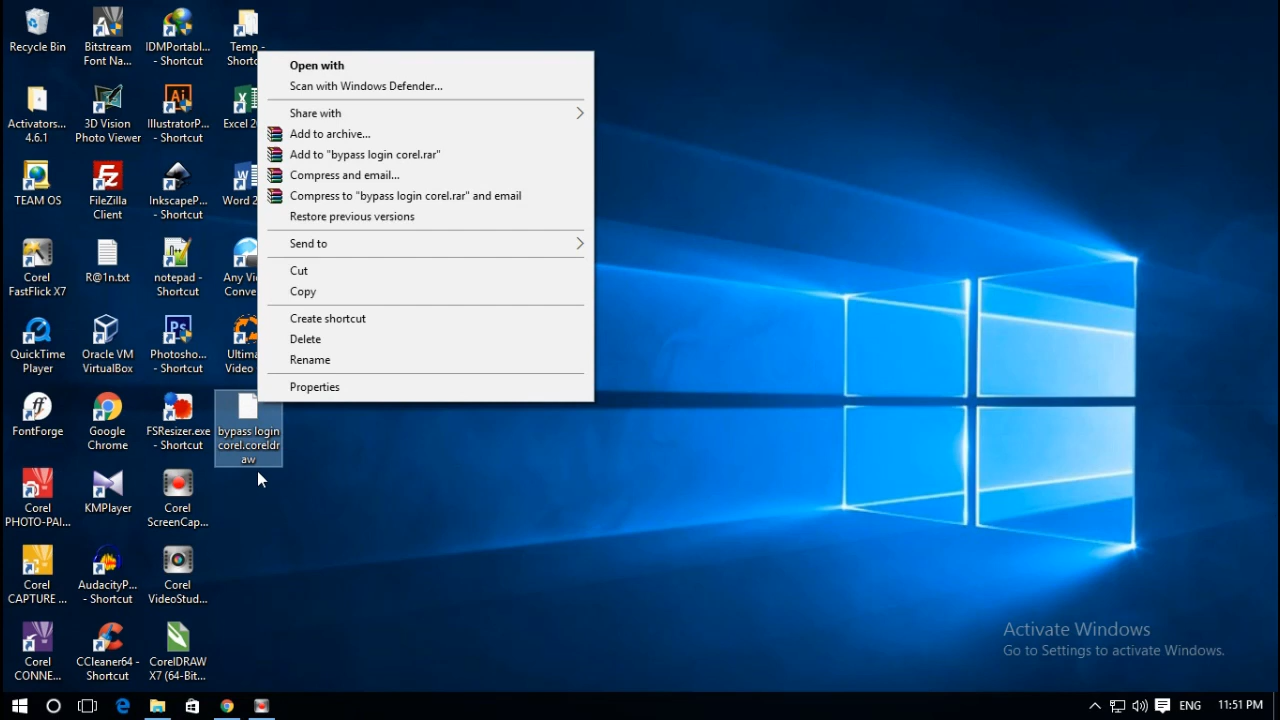 Recycle Bin
Bitstream
Font Na...
IDMPortabl...
- Shortcut
Temp -
Shortc
Activators...
4.6.1
3D Vision
Photo Viewer
IllustratorP...
- Shortcut
Excel 2
TEAM OS
FileZilla
Client
InkscapeP...
- Shortcut
Word 2
Corel
FastFlick X7
R@1n.txt
notepad -
Shortcut
Any Vi
Conve
QuickTime
Player
Oracle VM
VirtualBox
Photosho...
- Shortcut
Ultima
Video
FontForge
Google
Chrome
FSResizer.exe
- Shortcut
bypass login
corel.coreldr
aw
Corel
PHOTO-PAI...
KMPlayer
Corel
ScreenCap...
Corel
CAPTURE ...
AudacityP...
- Shortcut
Corel
VideoStud...
Corel
CONNE...
CCleaner64 -
Shortcut
CorelDRAW
X7 (64-Bit...
Open with
Scan with Windows Defender...
Share with
Add to archive...
Add to "bypass login corel.rar"
Compress and email...
Compress to "bypass login corel.rar" and email
Restore previous versions
Send to
Cut
Copy
Create shortcut
Delete
Rename
Properties
Activate Windows
Go to Settings to activate Windows.
ENG
11:51 PM